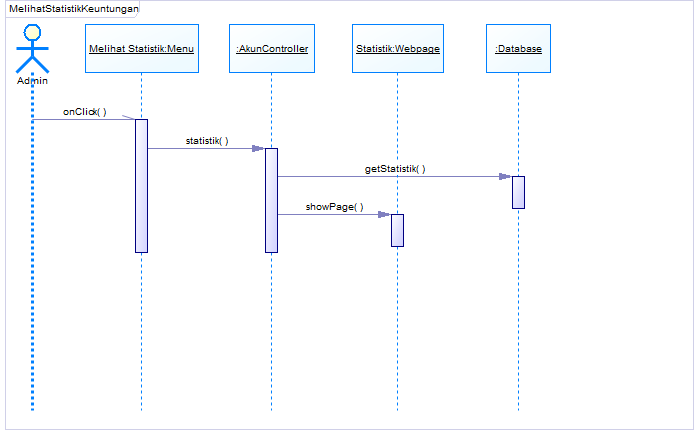 MelihatStatistikKeuntungan
Melihat Statistik:Menu
:AkunController
Statistik:Webpage
:Database
Admin
onClick( )
statistik( )
getStatistik( )
showPage( )